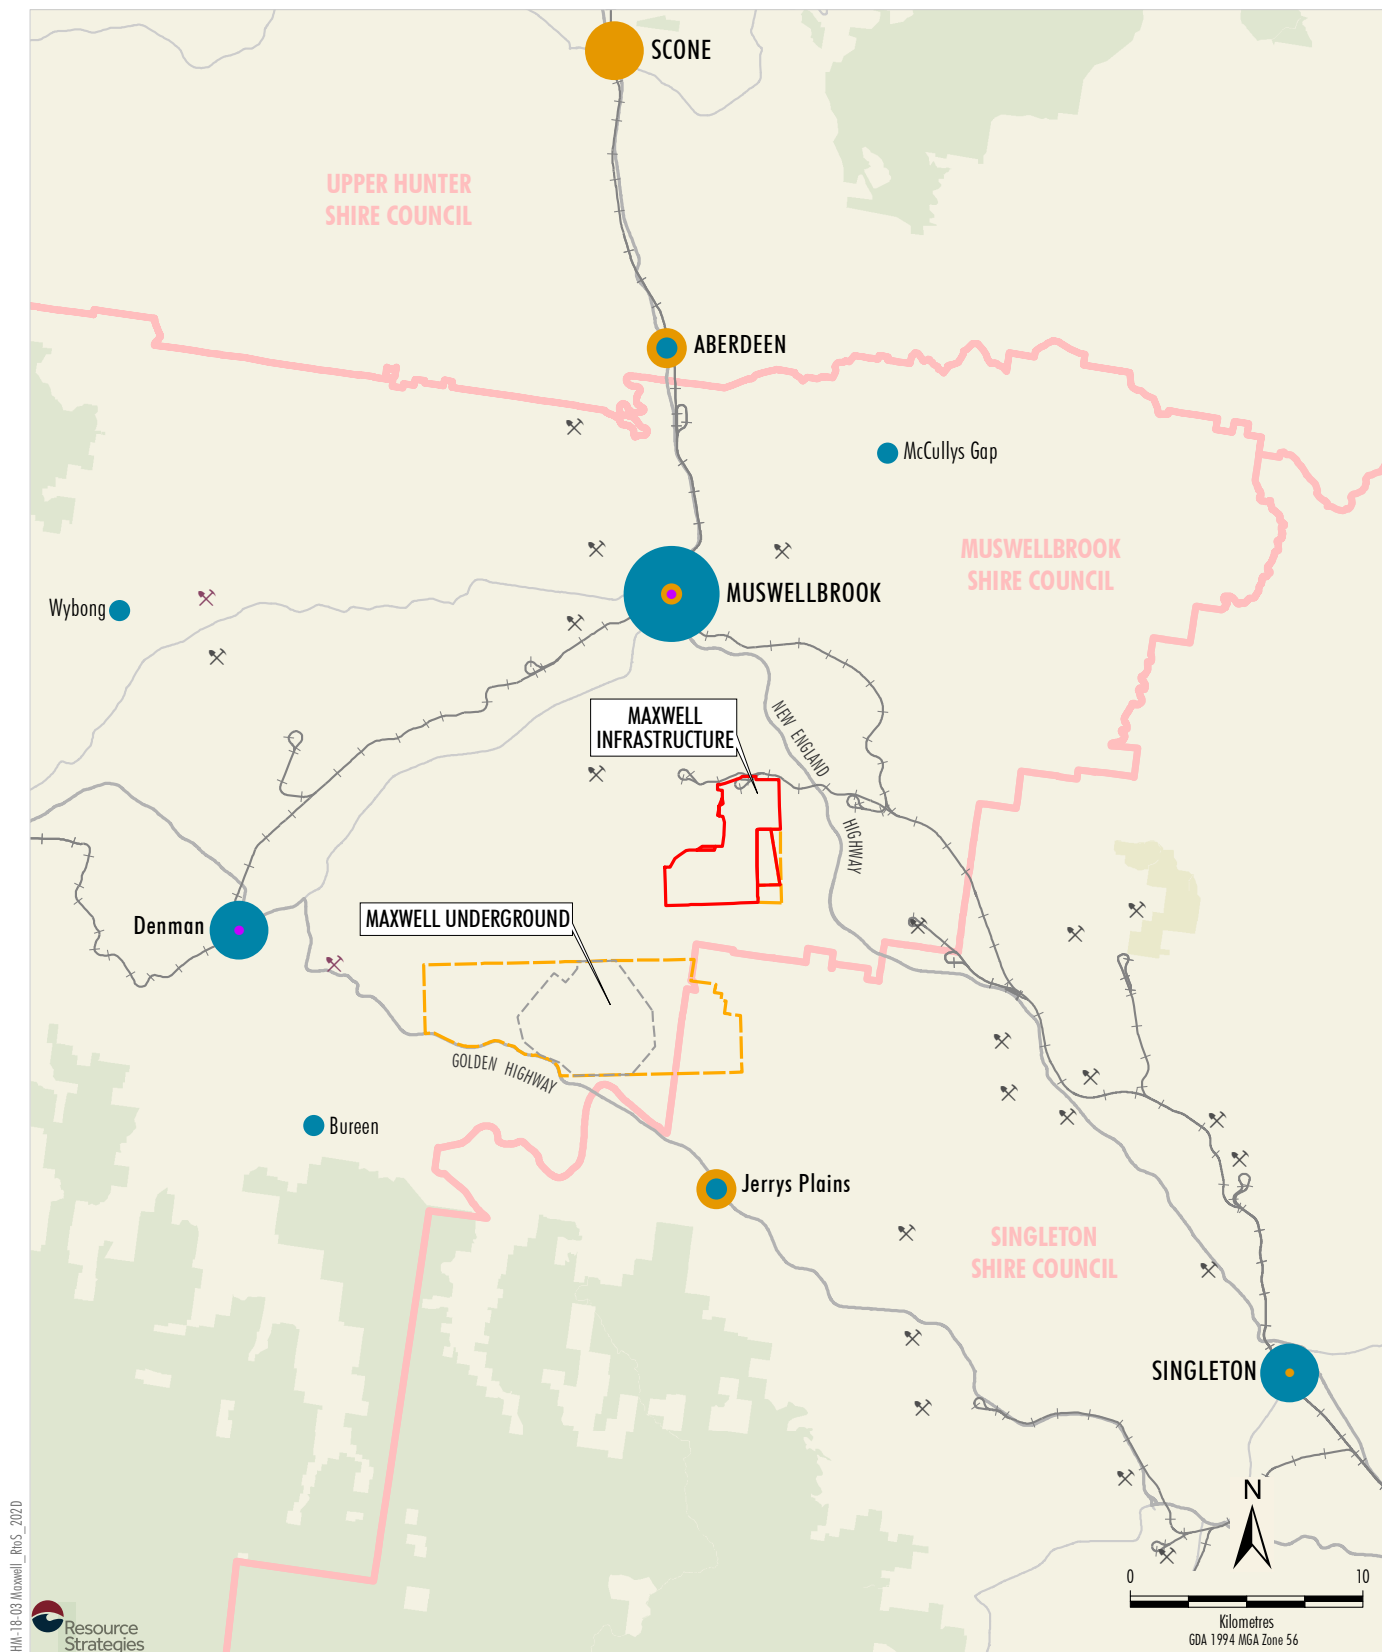 SCONE
UPPER HUNTER
SHIRE COUNCIL
ABERDEEN
McCullys Gap
MUSWELLBROOK
SHIRE COUNCIL
MUSWELLBROOK
Wybong
MAXWELL
INFRASTRUCTURE
NEW ENGLAND
HIGHWAY
Denman
MAXWELL UNDERGROUND
GOLDEN HIGHWAY
Bureen
Jerrys Plains
SINGLETON
SHIRE COUNCIL
SINGLETON
N
0 10
Kilometres
GDA 1994 MGA Zone 56
HM-18-03 Maxwell_RtoS_202D
Resource
Strategies